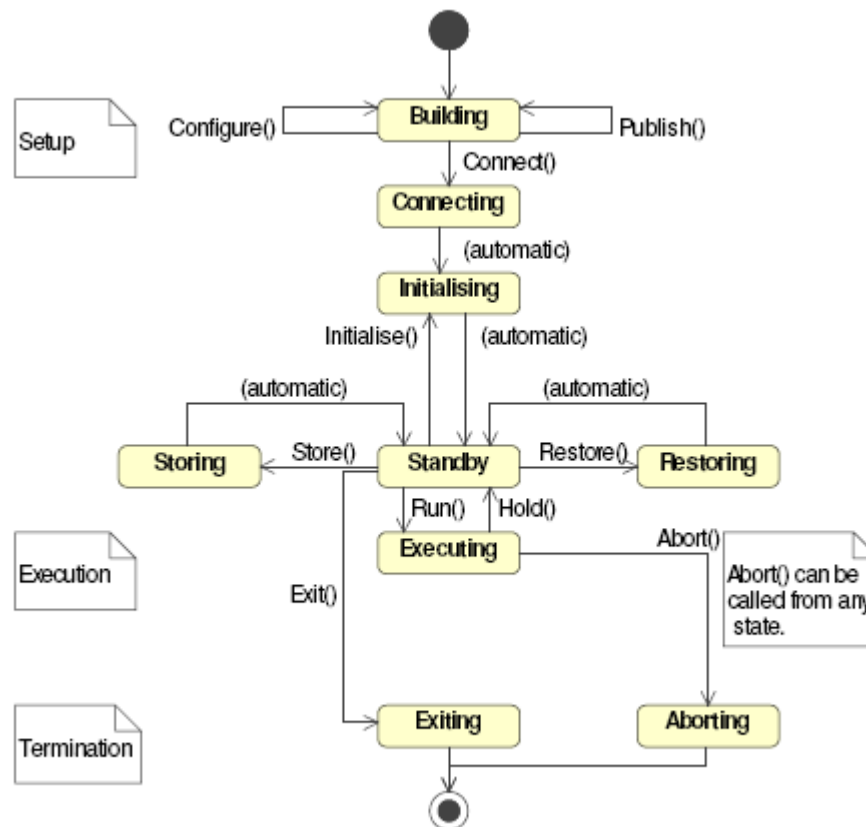 Configure()
Building
Publish()
Setup
Connect()
Connecting
(automatic)
Initialising
Initialise()
(automatic)
(automatic)
(automatic)
Storing
Store()
Standby
Restore()
Restoring
Run()
Hold()
Executing
Abort()
Execution
Abort() can be
called from any
state.
Exit()
Exiting
Aborting
Termination